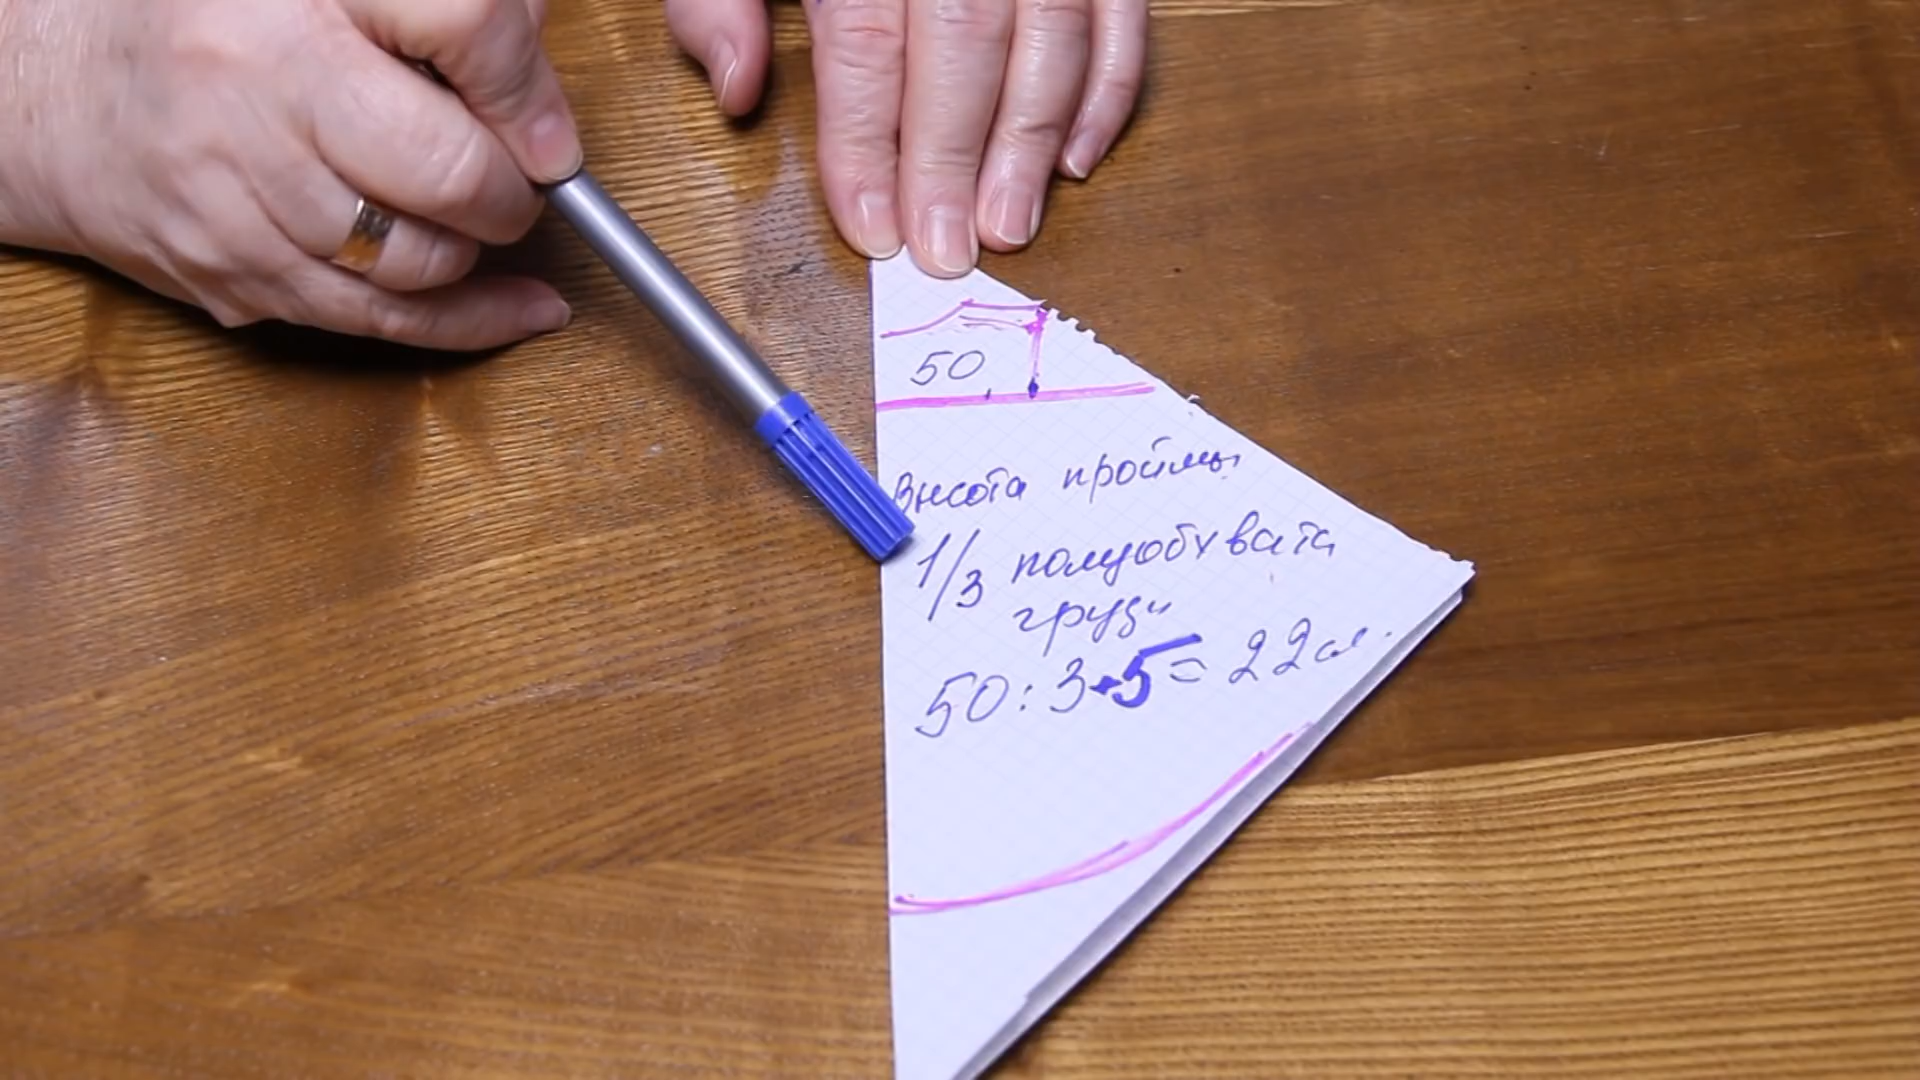 50
Высота проймы
1/3 полуобхвата
груди
50:3+5=22см.